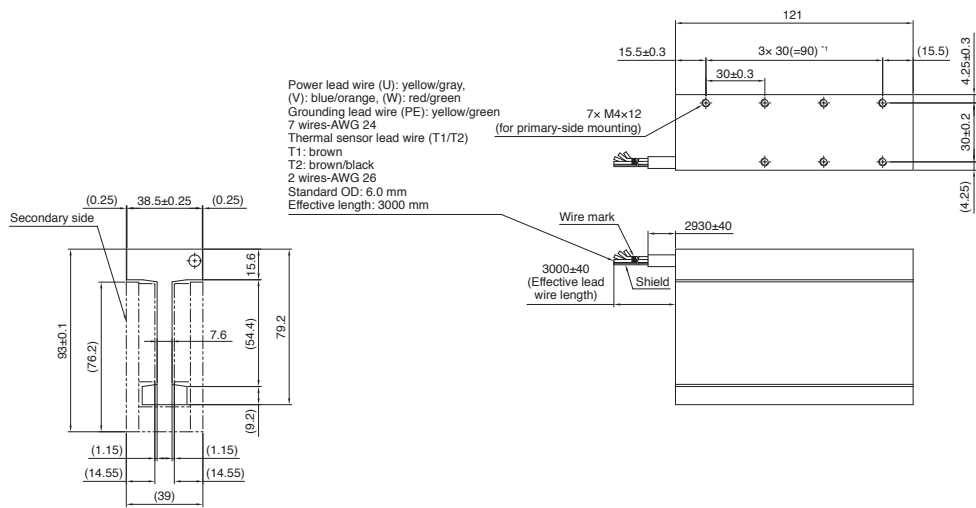 121
15.5±0.3
3× 30(=90) *1
(15.5)
4.25±0.3
30±0.3
30±0.2
(4.25)
7× M4×12
(for primary-side mounting)
Power lead wire (U): yellow/gray,
(V): blue/orange, (W): red/green
Grounding lead wire (PE): yellow/green
7 wires-AWG 24
Thermal sensor lead wire (T1/T2)
T1: brown
T2: brown/black
2 wires-AWG 26
Standard OD: 6.0 mm
Effective length: 3000 mm
(0.25)
38.5±0.25
(0.25)
Secondary side
15.6
93±0.1
(76.2)
7.6
(54.4)
79.2
(9.2)
(1.15)
(1.15)
(14.55)
(14.55)
(39)
Wire mark
2930±40
3000±40
(Effective lead
wire length)
Shield